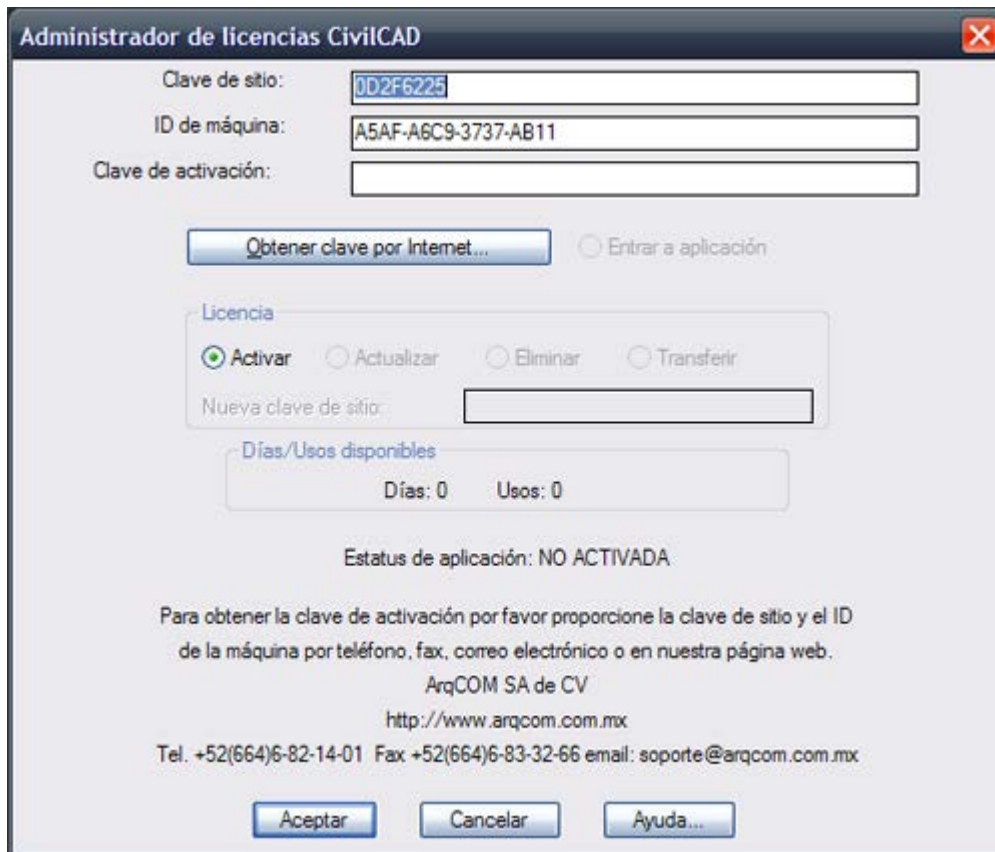 Administrador de licencias CivilCAD
Clave de sitio: 0D2F6225
ID de máquina: A5AF-A6C9-3737-AB11
Clave de activación:
Obtener clave por Internet... Entrar a aplicación
Licencia
Activar Actualizar Eliminar Transferir
Nueva clave de sitio:
Días/Usos disponibles
Días: 0 Usos: 0
Estatus de aplicación: NO ACTIVADA
Para obtener la clave de activación por favor proporcione la clave de sitio y el ID
de la máquina por teléfono, fax, correo electrónico o en nuestra página web.
ArqCOM SA de CV
http://www.arqcom.com.mx
Tel. +52(664)6-82-14-01 Fax +52(664)6-83-32-66 email: soporte@arqcom.com.mx
Aceptar Cancelar Ayuda...